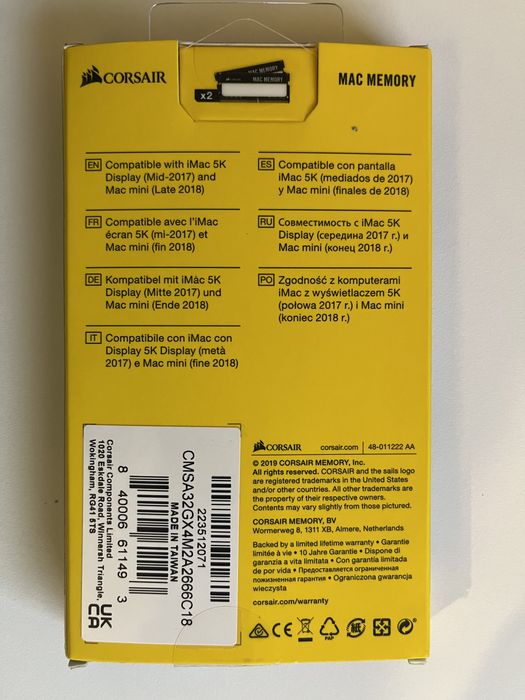 CORSAIR
MAC MEMORY
MAC MEMORY
x2
MAC MEMORY
EN Compatible with iMac 5K
Display (Mid-2017) and
Mac mini (Late 2018)
FR Compatible avec l'iMac
écran 5K (mi-2017) et
Mac mini (fin 2018)
DE Kompatibel mit iMàc 5K
Display (Mitte 2017) und
Mac mini (Ende 2018)
IT Compatibile con iMac con
Display 5K Display (metà
2017) e Mac mini (fine 2018)
ES Compatible con pantalla
iMac 5K (mediados de 2017)
y Mac mini (finales de 2018)
RU Совместимость с iMac 5K
Display (середина 2017 г.) и
Mac mini (конец 2018 г.)
PO Zgodność z komputerami
iMac z wyświetlaczem 5K
(połowa 2017 r.) i Mac mini
(koniec 2018 r.)
223512071
CMSA32GX4M2A2666C18
MADE IN TAIWAN
8 40006 61149 3
Corsair Components Limited
1020 Eskdale Road, Winnersh Triangle,
Wokingham, RG41 5TS
UK
CA
CORSAIR corsair.com 48-011222 AA
© 2019 CORSAIR MEMORY, Inc.
All rights reserved. CORSAIR and the sails logo
are registered trademarks in the United States
and/or other countries. All other trademarks are
the property of their respective owners.
Contents may vary slightly from those pictured.
CORSAIR MEMORY, BV
Wormerweg 8, 1311 XB, Almere, Netherlands
Backed by a limited lifetime warranty • Garantie
limitée à vie • 10 Jahre Garantie • Dispone di
garanzia a vita limitata • Con garantía limitada
de por vida • Предоставляется ограниченная
пожизненная гарантия • Ograniczona gwarancja
wieczysta
corsair.com/warranty
CE
PAP